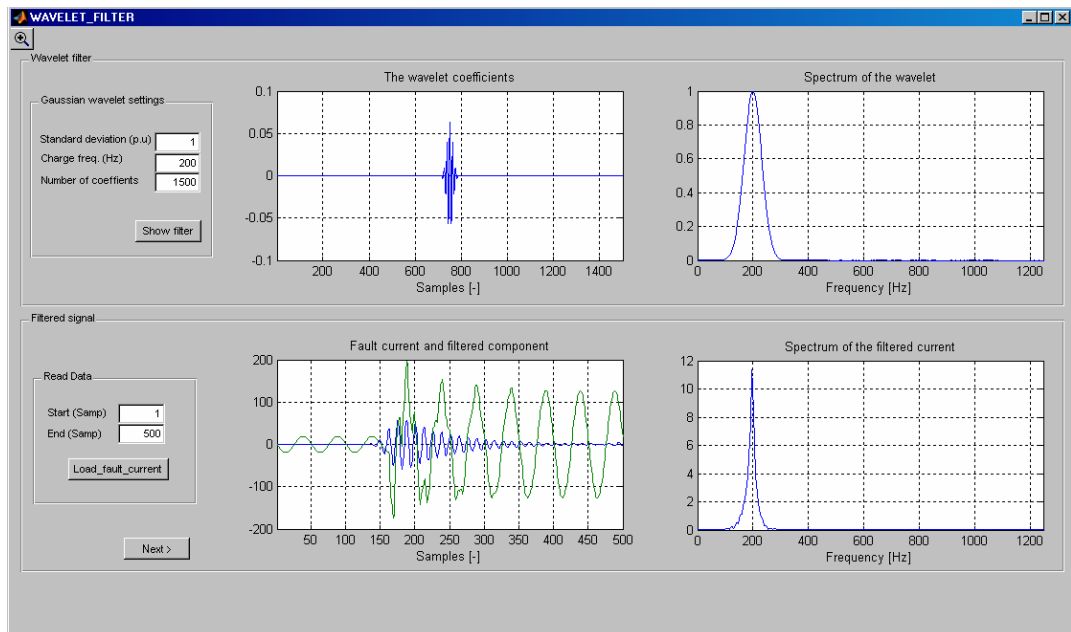 WAVELET_FILTER
Wavelet filter
Gaussian wavelet settings
Standard deviation (p.u) 1
Charge freq. (Hz) 200
Number of coeffients 1500
Show filter
The wavelet coefficients
0.1
0.05
0
-0.05
-0.1
200 400 600 800 1000 1200 1400
Samples [-]
Spectrum of the wavelet
1
0.8
0.6
0.4
0.2
0
0 200 400 600 800 1000 1200
Frequency [Hz]
Filtered signal
Read Data
Start (Samp) 1
End (Samp) 500
Load_fault_current
Next >
Fault current and filtered component
200
100
0
-100
-200
50 100 150 200 250 300 350 400 450 500
Samples [-]
Spectrum of the filtered current
12
10
8
6
4
2
0
0 200 400 600 800 1000 1200
Frequency [Hz]